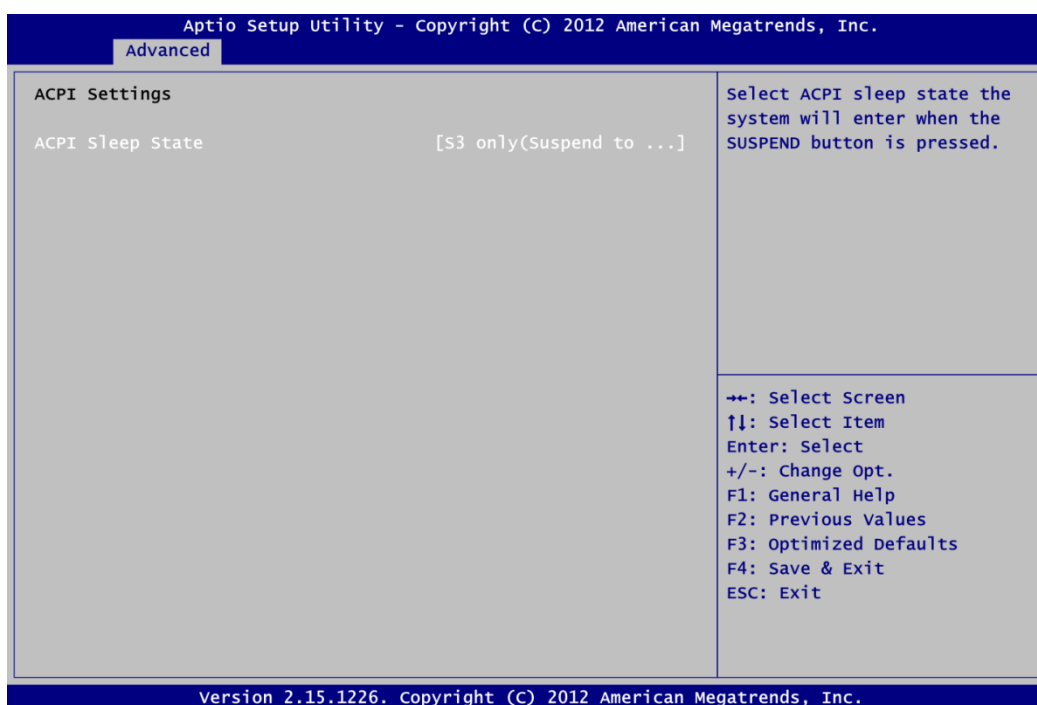 Aptio Setup Utility - Copyright (C) 2012 American Megatrends, Inc.
Advanced
ACPI Settings
ACPI Sleep State [S3 only(Suspend to ...]
Select ACPI sleep state the
system will enter when the
SUSPEND button is pressed.
→←: Select Screen
↑↓: Select Item
Enter: Select
+/-: Change Opt.
F1: General Help
F2: Previous Values
F3: Optimized Defaults
F4: Save & Exit
ESC: Exit
Version 2.15.1226. Copyright (C) 2012 American Megatrends, Inc.